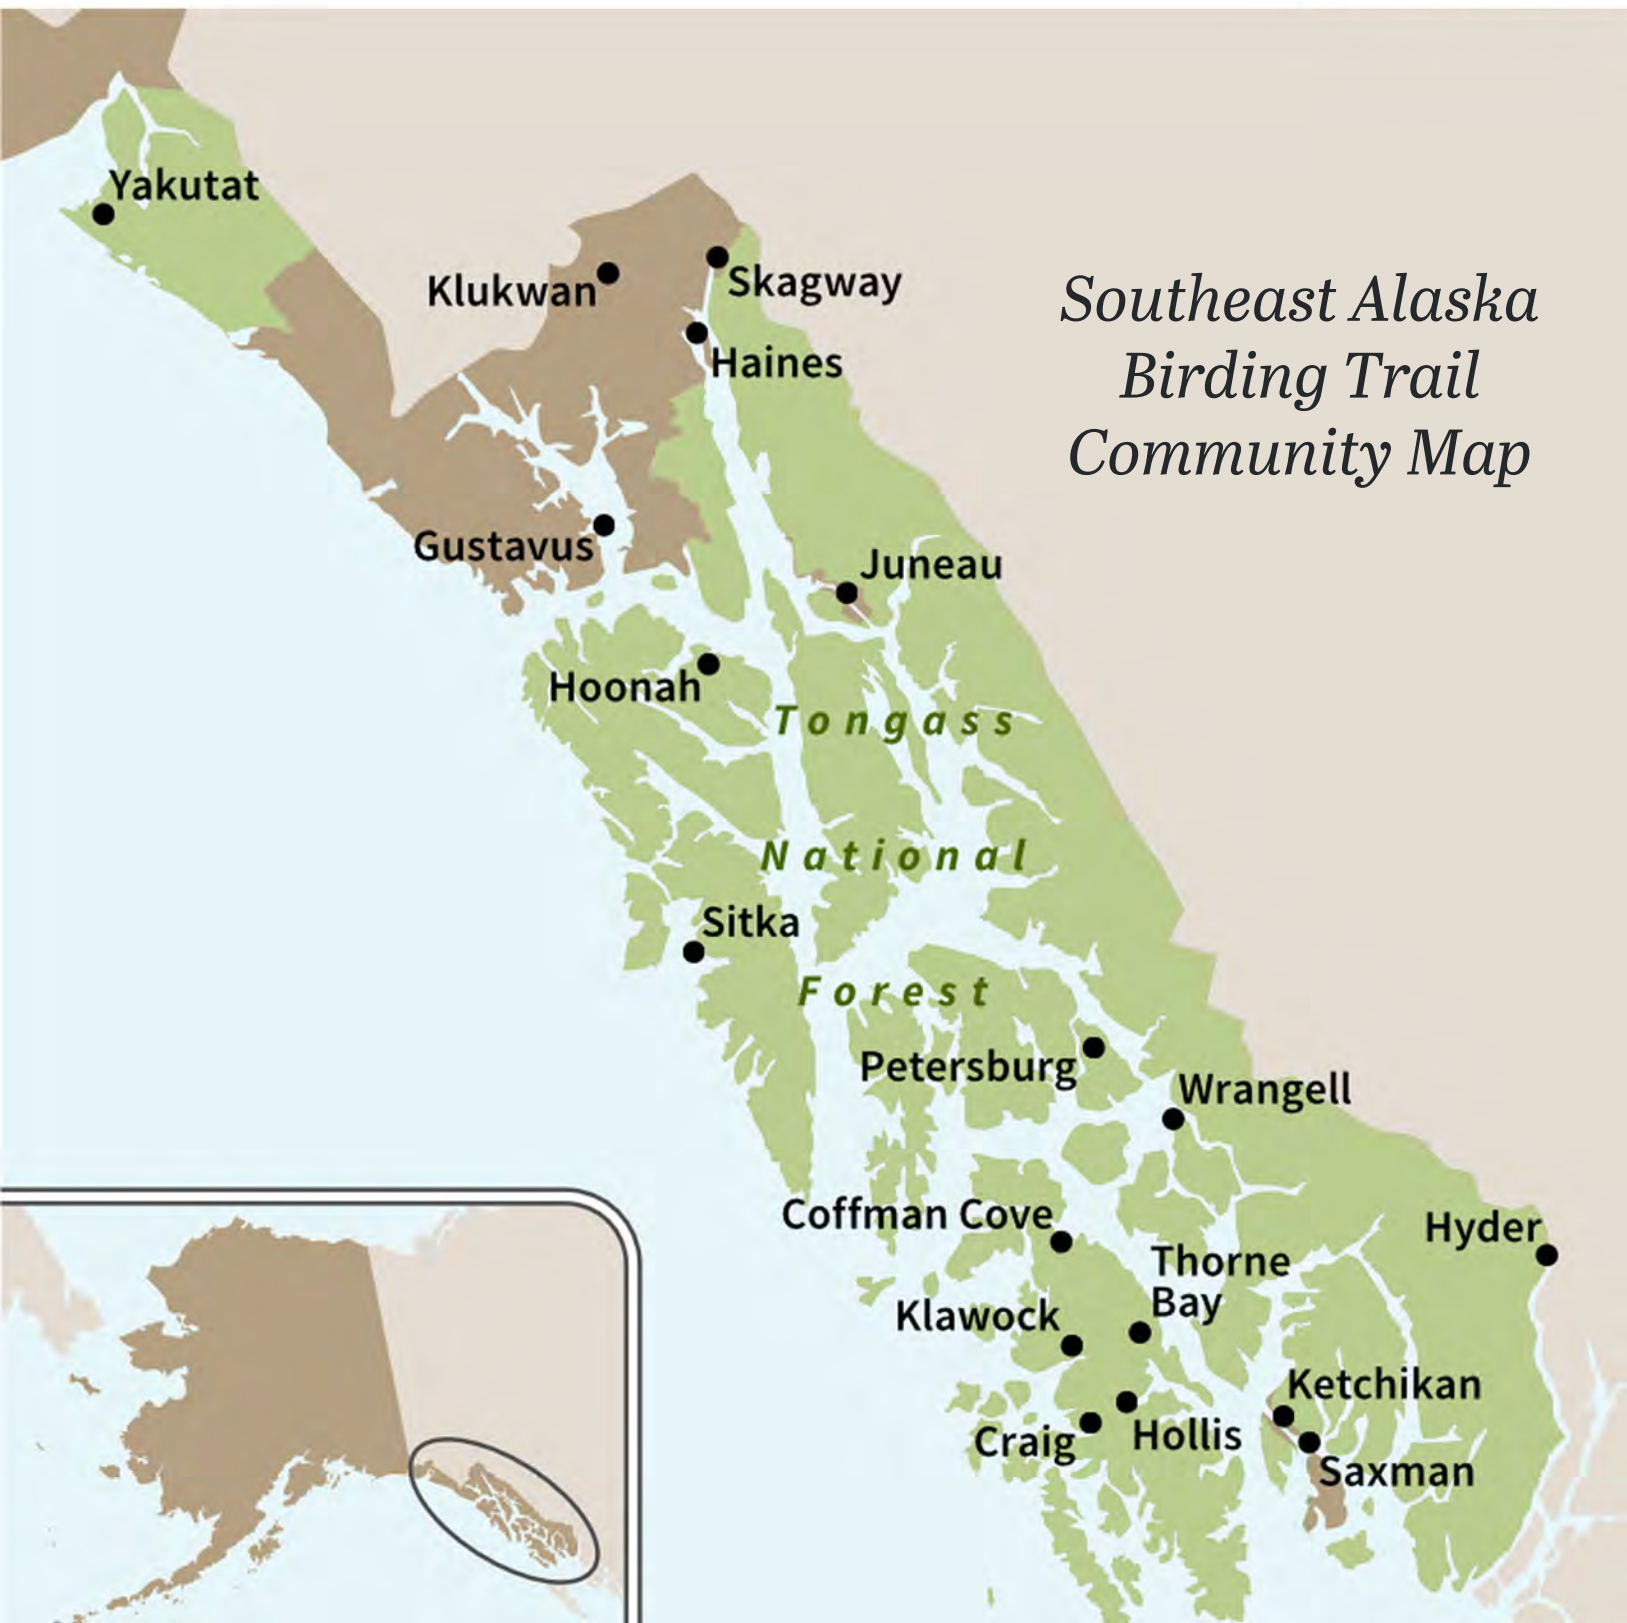 Yakutat
Klukwan
Skagway
Haines
Southeast Alaska
Birding Trail
Community Map
Gustavus
Juneau
Hoonah
Tongass
National
Sitka
Forest
Petersburg
Wrangell
Coffman Cove
Hyder
Thorne
Bay
Klawock
Ketchikan
Craig
Hollis
Saxman